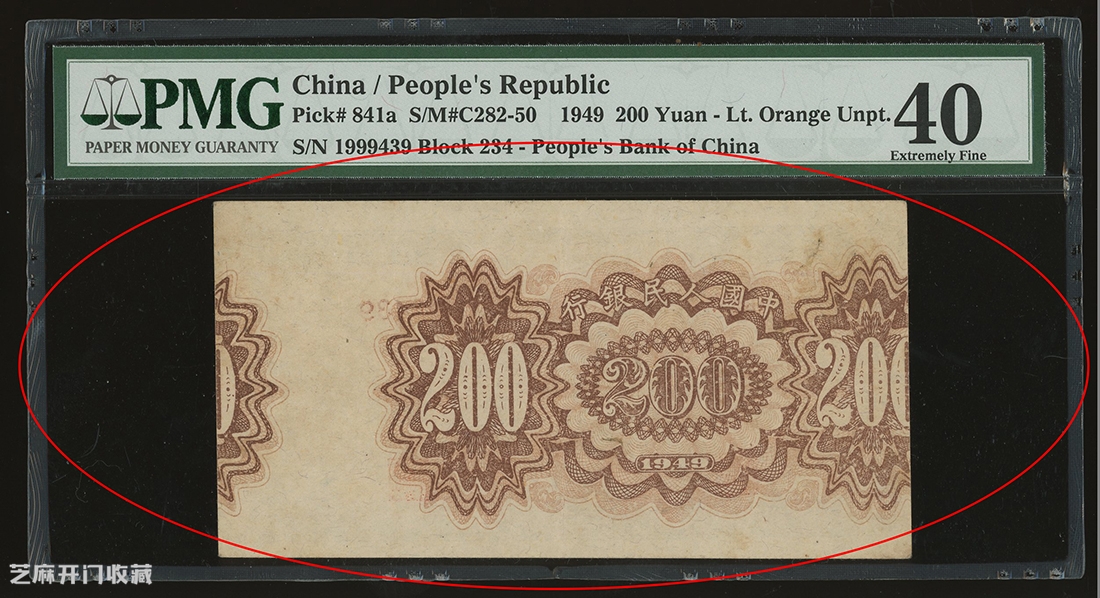 PMG
PAPER MONEY GUARANTY
China / People's Republic
Pick# 841a S/M#C282-50 1949 200 Yuan - Lt. Orange Unpt.
S/N 1999439 Block 234 - People's Bank of China
40
Extremely Fine
行銀民人國中
200
200
200
1949
芝麻开门收藏